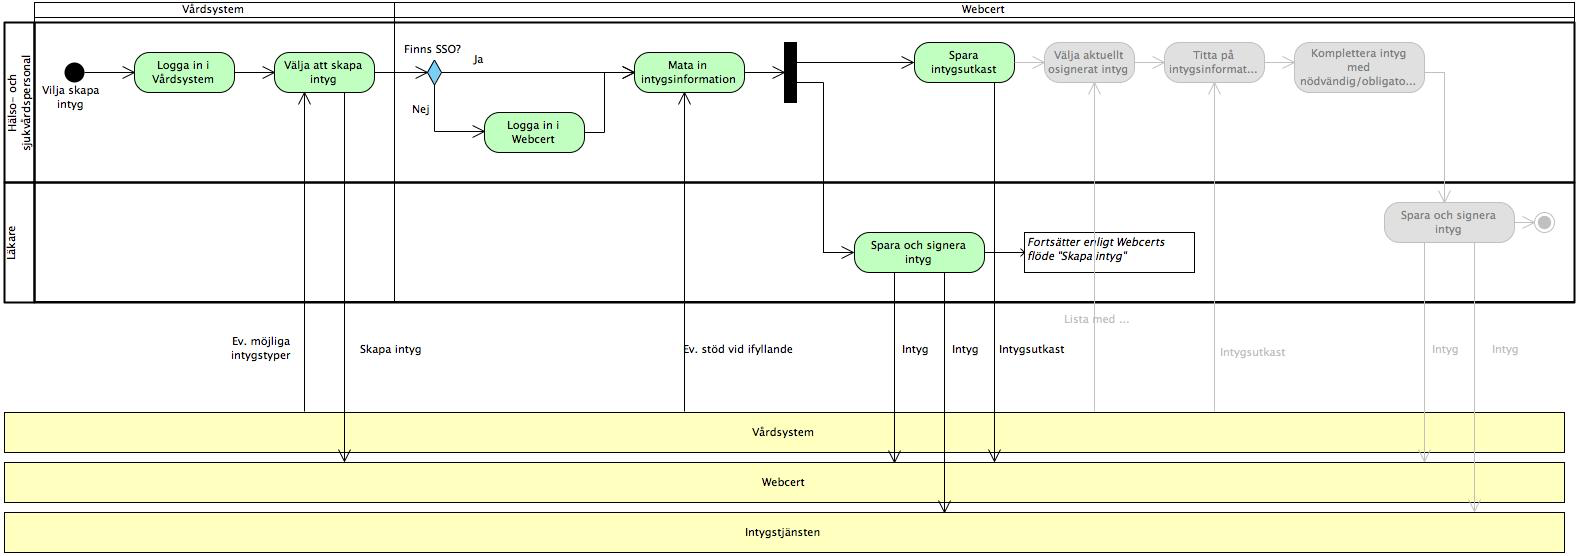 Vårdsystem
Webcert
Hälso- och
sjukvårdspersonal
Vilja skapa
intyg
Logga in i
Vårdsystem
Välja att skapa
intyg
Finns SSO?
Ja
Nej
Logga in i
Webcert
Mata in
intygsinformation
Spara
intygsutkast
Välja aktuellt
osignerat intyg
Titta på
intygsinformat...
Komplettera intyg
med
nödvändig/obligato...
Läkare
Spara och signera
intyg
Fortsätter enligt Webcerts
flöde "Skapa intyg"
Spara och signera
intyg
Ev. möjliga
intygstyper
Skapa intyg
Ev. stöd vid ifyllande
Intyg
Intyg
Intygsutkast
Lista med ...
Intygsutkast
Intyg
Intyg
Vårdsystem
Webcert
Intygstjänsten